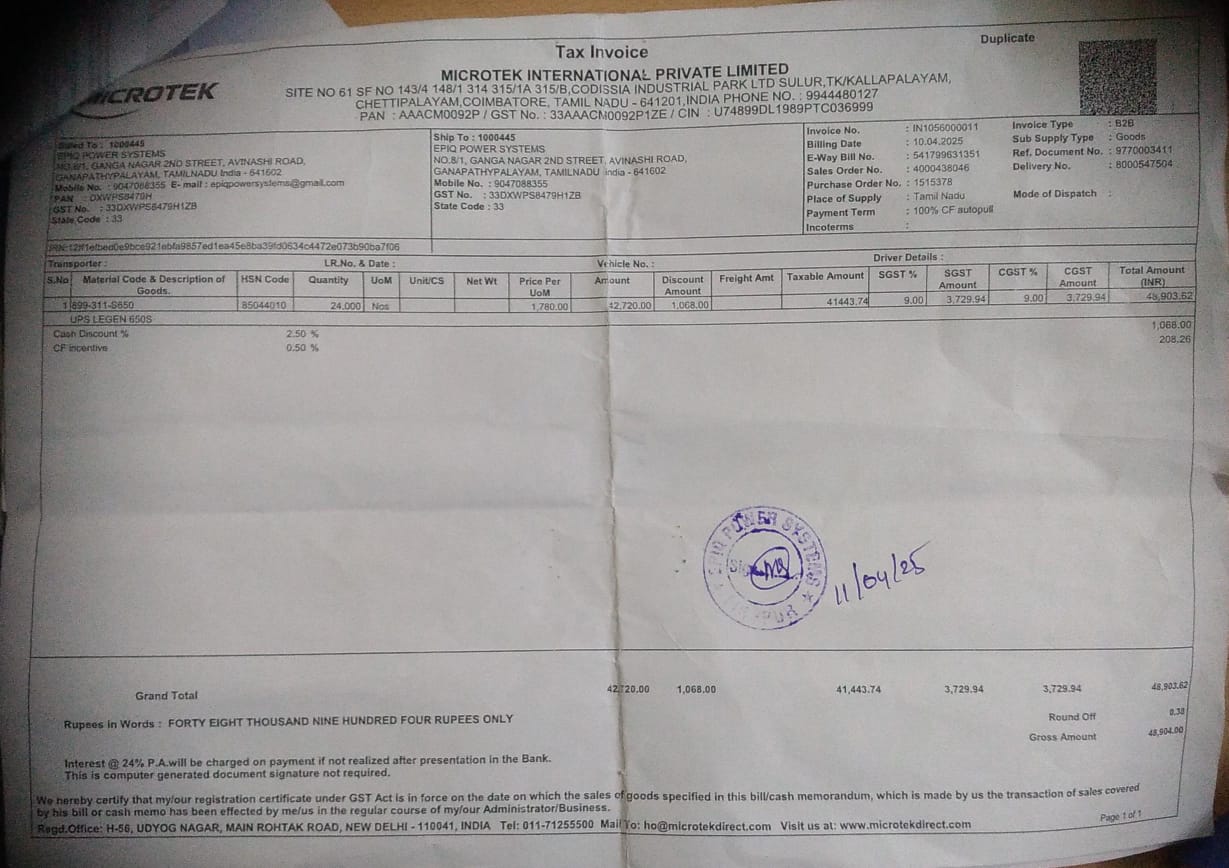 Duplicate
Tax Invoice
MICROTEK
MICROTEK INTERNATIONAL PRIVATE LIMITED
SITE NO 61 SF NO 143/4 148/1 314 315/1A 315/B,CODISSIA INDUSTRIAL PARK LTD SULUR,TK/KALLAPALAYAM,
CHETTIPALAYAM,COIMBATORE, TAMIL NADU - 641201,INDIA PHONE NO. : 9944480127
PAN : AAACM0092P / GST No. : 33AAACM0092P1ZE / CIN : U74899DL1989PTC036999
Billed To : 1000445
EPIQ POWER SYSTEMS
NO.8/1, GANGA NAGAR 2ND STREET, AVINASHI ROAD,
GANAPATHYPALAYAM, TAMILNADU India - 641602
Mobile No. : 9047088355 E- mail : epiqpowersystems@gmail.com
PAN : DXWPS8479H
GST No. : 33DXWPS8479H1ZB
State Code : 33
Ship To : 1000445
EPIQ POWER SYSTEMS
NO.8/1, GANGA NAGAR 2ND STREET, AVINASHI ROAD,
GANAPATHYPALAYAM, TAMILNADU India - 641602
Mobile No. : 9047088355
GST No. : 33DXWPS8479H1ZB
State Code : 33
Invoice No. : IN1056000011
Billing Date : 10.04.2025
E-Way Bill No. : 541799631351
Sales Order No. : 4000438046
Purchase Order No. : 1515378
Place of Supply : Tamil Nadu
Payment Term : 100% CF autopull
Incoterms :
Invoice Type : B2B
Sub Supply Type : Goods
Ref. Document No. : 9770003411
Delivery No. : 8000547504
Mode of Dispatch :
Transporter : LR.No. & Date : Vehicle No. : Driver Details :
S.No Material Code & Description of Goods. HSN Code Quantity UoM Unit/CS Net Wt Price Per UoM Amount Discount Amount Freight Amt Taxable Amount SGST % SGST Amount CGST % CGST Amount Total Amount (INR)
1 899-311-S650 85044010 24.000 Nos 1,780.00 42,720.00 1,068.00 41443.74 9.00 3,729.94 9.00 3,729.94 48,903.62
UPS LEGEN 650S
Cash Discount % 2.50 % 1,068.00
CF incentive 0.50 % 208.26
EPIQ POWER SYSTEMS
11/04/25
Grand Total 42,720.00 1,068.00 41,443.74 3,729.94 3,729.94 48,903.62
Rupees in Words : FORTY EIGHT THOUSAND NINE HUNDRED FOUR RUPEES ONLY
Round Off 0.38
Gross Amount 48,904.00
Interest @ 24% P.A.will be charged on payment if not realized after presentation in the Bank.
This is computer generated document signature not required.
We hereby certify that my/our registration certificate under GST Act is in force on the date on which the sales of goods specified in this bill/cash memorandum, which is made by us the transaction of sales covered
by his bill or cash memo has been effected by me/us in the regular course of my/our Administrator/Business.
Regd.Office: H-56, UDYOG NAGAR, MAIN ROHTAK ROAD, NEW DELHI - 110041, INDIA Tel: 011-71255500 Mail To: ho@microtekdirect.com Visit us at: www.microtekdirect.com
Page 1 of 1